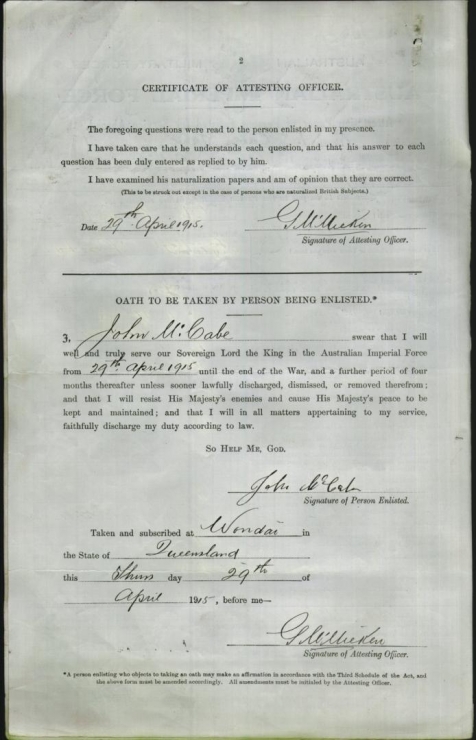 2
CERTIFICATE OF ATTESTING OFFICER.
The foregoing questions were read to the person enlisted in my presence.
I have taken care that he understands each question, and that his answer to each
question has been duly entered as replied to by him.
I have examined his naturalization papers and am of opinion that they are correct.
(This to be struck out except in the case of persons who are naturalized British Subjects.)
Date 29th April 1915.
Signature of Attesting Officer.
OATH TO BE TAKEN BY PERSON BEING ENLISTED.*
3. John McCabe swear that I will
well and truly serve our Sovereign Lord the King in the Australian Imperial Force
from 29th April 1915 until the end of the War, and a further period of four
months thereafter unless sooner lawfully discharged, dismissed, or removed therefrom;
and that I will resist His Majesty's enemies and cause His Majesty's peace to be
kept and maintained; and that I will in all matters appertaining to my service,
faithfully discharge my duty according to law.
SO HELP ME, GOD.
John McCabe
Signature of Person Enlisted.
Taken and subscribed at Wondai in
the State of Queensland
this Thurs day 29th of
April 1915, before me—
Signature of Attesting Officer.
*A person enlisting who objects to taking an oath may make an affirmation in accordance with the Third Schedule of the Act, and
the above form must be amended accordingly. All amendments must be initialed by the Attesting Officer.